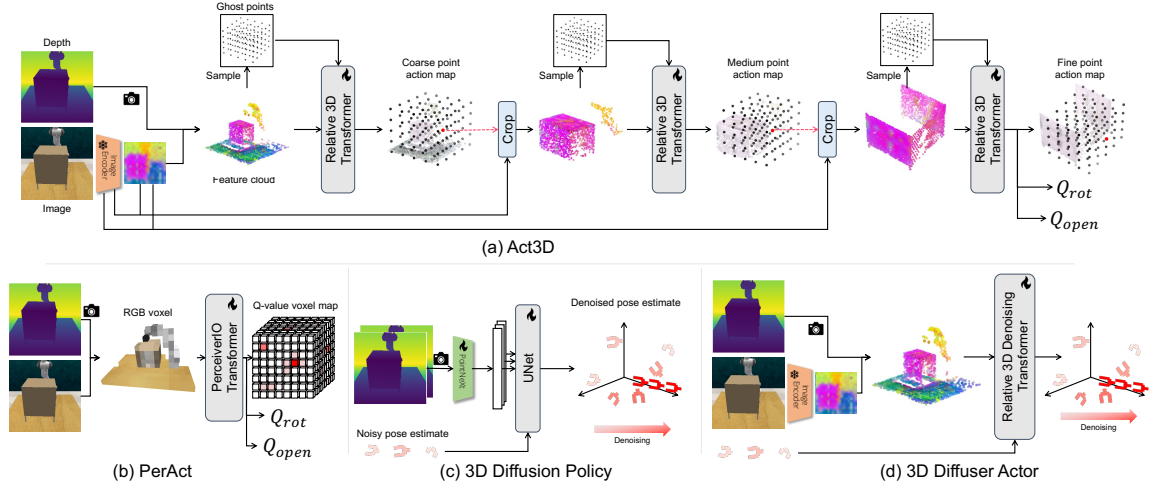 Ghost points
Depth
Sample
Relative 3D
Transformer
Coarse point
action map
Crop
Sample
Relative 3D
Transformer
Medium point
action map
Crop
Sample
Relative 3D
Transformer
Fine point
action map
Image
Encoder
Feature cloud
Image
Q_rot
Q_open
(a) Act3D
RGB voxel
PerceiverIO
Transformer
Q-value voxel map
Q_rot
Q_open
(b) PerAct
PointNeXt
UNet
Denoised pose estimate
Denoising
Noisy pose estimate
(c) 3D Diffusion Policy
Image
Encoder
Relative 3D Denoising
Transformer
Denoising
(d) 3D Diffuser Actor